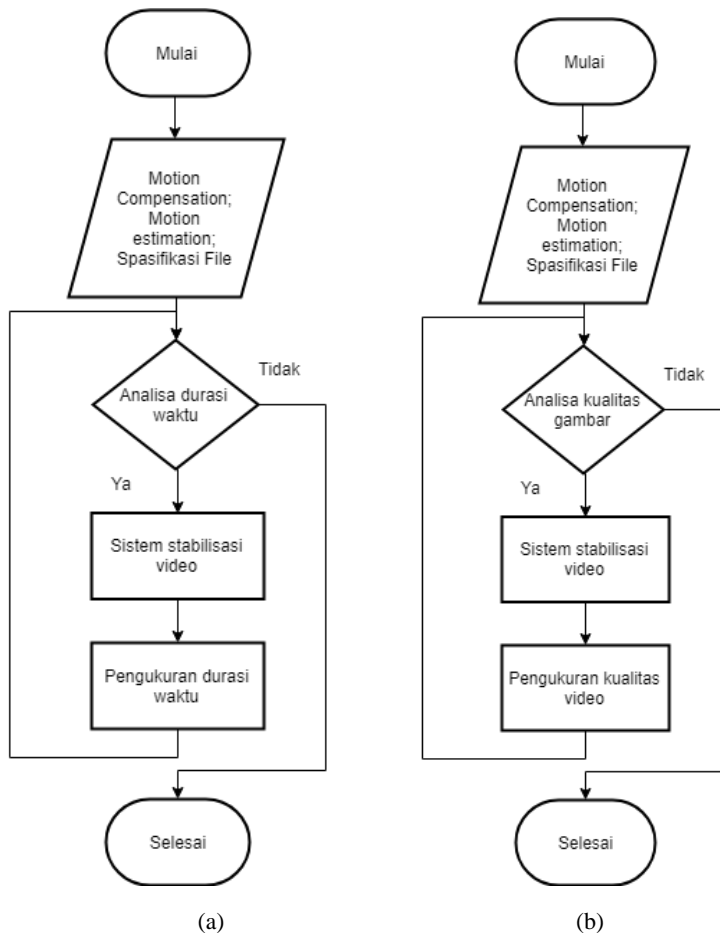 Mulai
Motion
Compensation;
Motion
estimation;
Spasifikasi File
Analisa durasi
waktu
Tidak
Ya
Sistem stabilisasi
video
Pengukuran durasi
waktu
Selesai
(a)
Mulai
Motion
Compensation;
Motion
estimation;
Spasifikasi File
Analisa kualitas
gambar
Tidak
Ya
Sistem stabilisasi
video
Pengukuran kualitas
video
Selesai
(b)